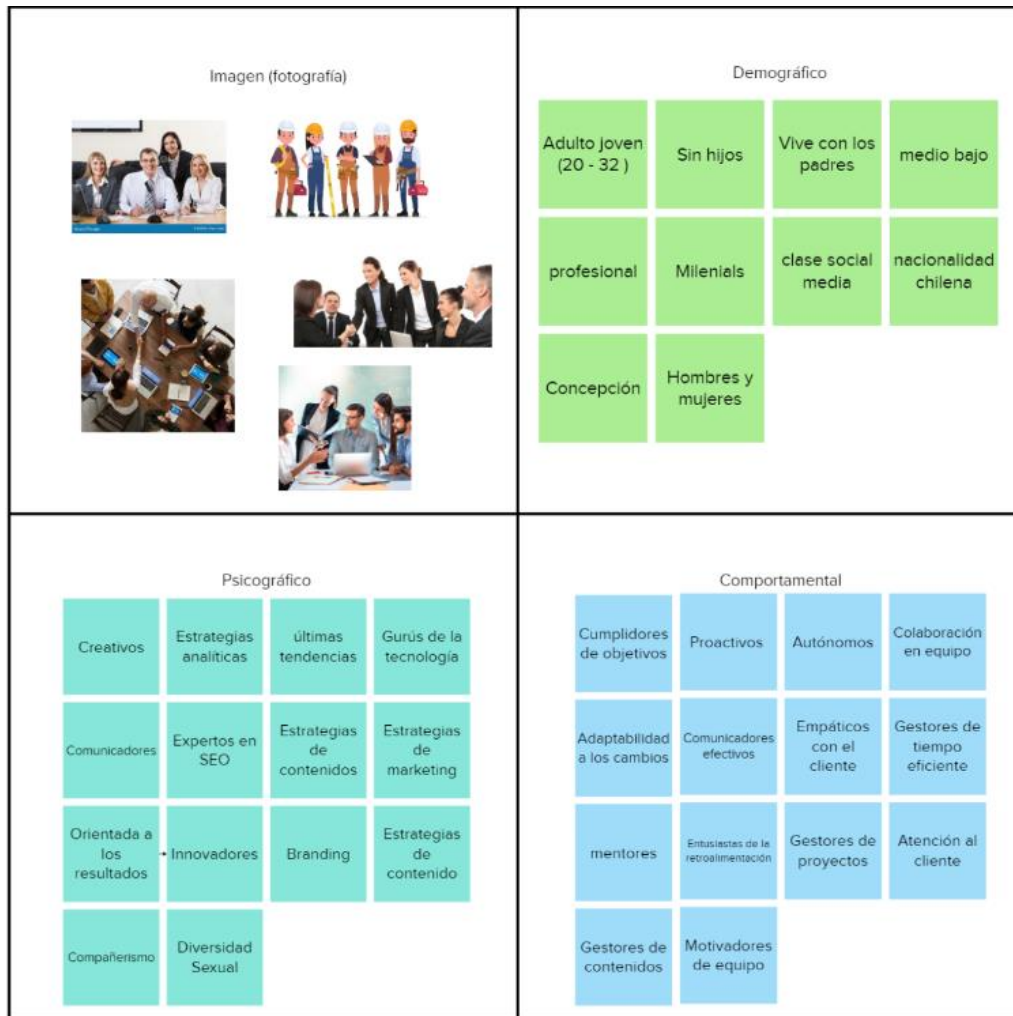 Imagen (fotografía)
Demográfico
Adulto joven
(20 - 32 )
Sin hijos
Vive con los
padres
medio bajo
profesional
Milenials
clase social
media
nacionalidad
chilena
Concepción
Hombres y
mujeres
Psicográfico
Creativos
Estrategias
analíticas
últimas
tendencias
Gurús de la
tecnología
Comunicadores
Expertos en
SEO
Estrategias
de
contenidos
Estrategias
de
marketing
Orientada a
los
resultados
Innovadores
Branding
Estrategias
de
contenido
Compañerismo
Diversidad
Sexual
Comportamental
Cumplidores
de objetivos
Proactivos
Autónomos
Colaboración
en equipo
Adaptabilidad
a los cambios
Comunicadores
efectivos
Empáticos
con el
cliente
Gestores de
tiempo
eficiente
mentores
Entusiastas de la
retroalimentación
Gestores de
proyectos
Atención al
cliente
Gestores de
contenidos
Motivadores
de equipo